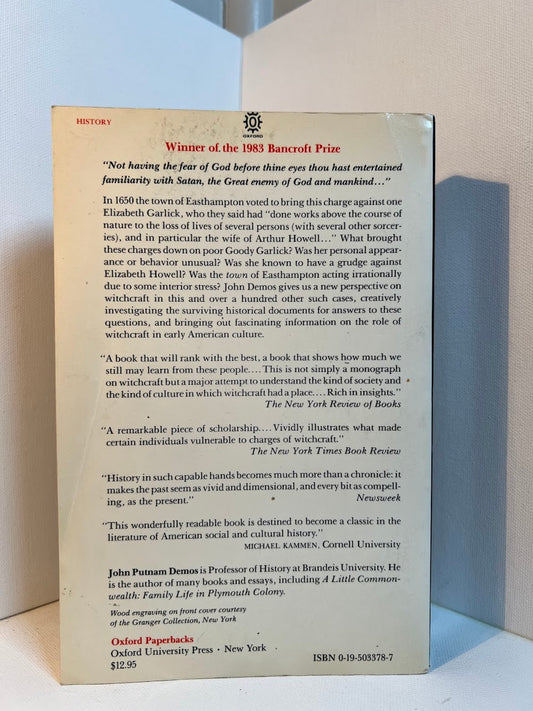 HISTORY
OXFORD
Winner of the 1983 Bancroft Prize
"Not having the fear of God before thine eyes thou hast entertained
familiarity with Satan, the Great enemy of God and mankind..."
In 1650 the town of Easthampton voted to bring this charge against one
Elizabeth Garlick, who they said had "done works above the course of
nature to the loss of lives of several persons (with several other sorcer-
ies), and in particular the wife of Arthur Howell..." What brought
these charges down on poor Goody Garlick? Was her personal appear-
ance or behavior unusual? Was she known to have a grudge against
Elizabeth Howell? Was the town of Easthampton acting irrationally
due to some interior stress? John Demos gives us a new perspective on
witchcraft in this and over a hundred other such cases, creatively
investigating the surviving historical documents for answers to these
questions, and bringing out fascinating information on the role of
witchcraft in early American culture.
"A book that will rank with the best, a book that shows how much we
still may learn from these people.... This is not simply a monograph
on witchcraft but a major attempt to understand the kind of society and
the kind of culture in which witchcraft had a place.... Rich in insights."
The New York Review of Books
"A remarkable piece of scholarship.... Vividly illustrates what made
certain individuals vulnerable to charges of witchcraft."
The New York Times Book Review
"History in such capable hands becomes much more than a chronicle: it
makes the past seem as vivid and dimensional, and every bit as compell-
ing, as the present." Newsweek
"This wonderfully readable book is destined to become a classic in the
literature of American social and cultural history."
MICHAEL KAMMEN, Cornell University
John Putnam Demos is Professor of History at Brandeis University. He
is the author of many books and essays, including A Little Common-
wealth: Family Life in Plymouth Colony.
Wood engraving on front cover courtesy
of the Granger Collection, New York
Oxford Paperbacks
Oxford University Press · New York
$12.95 ISBN 0-19-503378-7